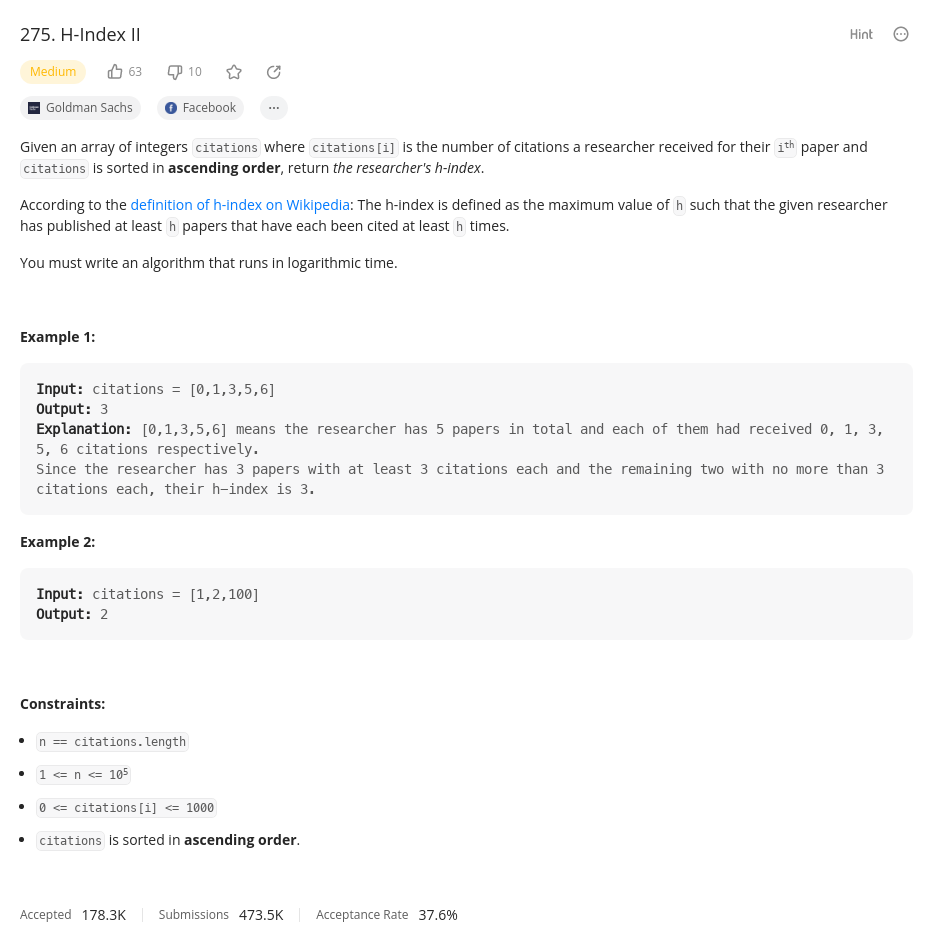 275. H-Index II
Hint
Medium
63
10
Goldman Sachs
Facebook
...
Given an array of integers citations where citations[i] is the number of citations a researcher received for their iᵗʰ paper and
citations is sorted in ascending order, return the researcher's h-index.
According to the definition of h-index on Wikipedia: The h-index is defined as the maximum value of h such that the given researcher
has published at least h papers that have each been cited at least h times.
You must write an algorithm that runs in logarithmic time.
Example 1:
Input: citations = [0,1,3,5,6]
Output: 3
Explanation: [0,1,3,5,6] means the researcher has 5 papers in total and each of them had received 0, 1, 3,
5, 6 citations respectively.
Since the researcher has 3 papers with at least 3 citations each and the remaining two with no more than 3
citations each, their h-index is 3.
Example 2:
Input: citations = [1,2,100]
Output: 2
Constraints:
• n == citations.length
• 1 <= n <= 10⁵
• 0 <= citations[i] <= 1000
• citations is sorted in ascending order.
Accepted 178.3K Submissions 473.5K Acceptance Rate 37.6%